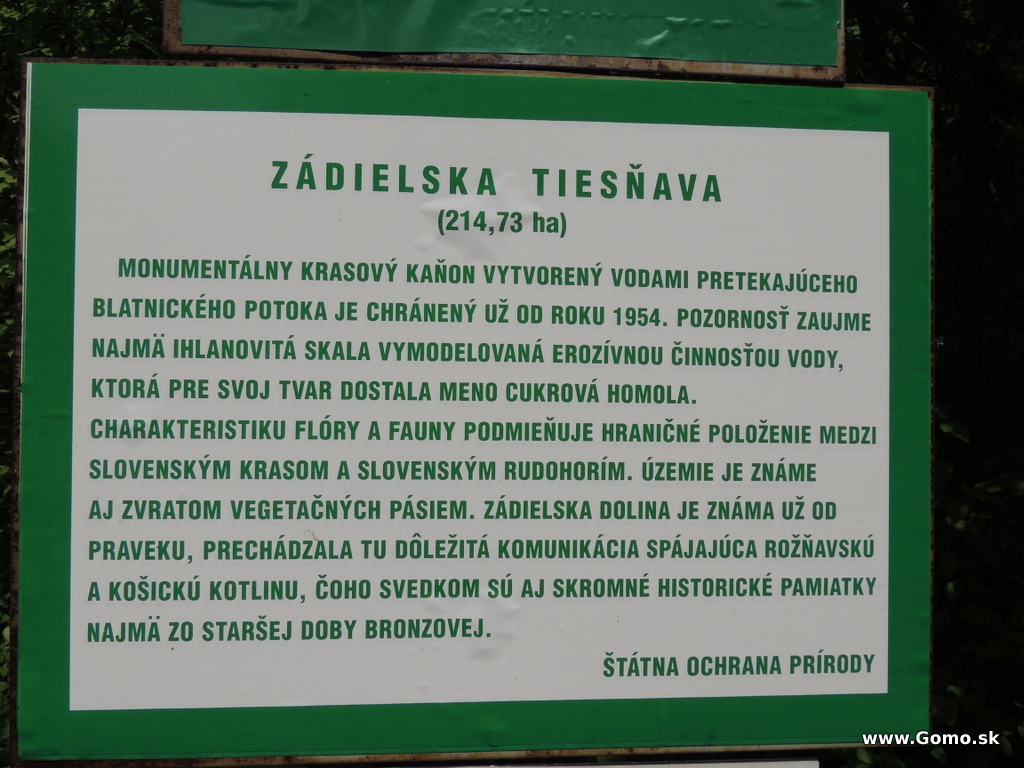 ZÁDIELSKA TIESŇAVA
(214,73 ha)
MONUMENTÁLNY KRASOVÝ KAŇON VYTVORENÝ VODAMI PRETEKAJÚCEHO
BLATNICKÉHO POTOKA JE CHRÁNENÝ UŽ OD ROKU 1954. POZORNOSŤ ZAUJME
NAJMÄ IHLANOVITÁ SKALA VYMODELOVANÁ EROZÍVNOU ČINNOSŤOU VODY,
KTORÁ PRE SVOJ TVAR DOSTALA MENO CUKROVÁ HOMOLA.
CHARAKTERISTIKU FLÓRY A FAUNY PODMIEŇUJE HRANIČNÉ POLOŽENIE MEDZI
SLOVENSKÝM KRASOM A SLOVENSKÝM RUDOHORÍM. ÚZEMIE JE ZNÁME
AJ ZVRATOM VEGETAČNÝCH PÁSIEM. ZÁDIELSKA DOLINA JE ZNÁMA UŽ OD
PRAVEKU, PRECHÁDZALA TU DÔLEŽITÁ KOMUNIKÁCIA SPÁJAJÚCA ROŽŇAVSKÚ
A KOŠICKÚ KOTLINU, ČOHO SVEDKOM SÚ AJ SKROMNÉ HISTORICKÉ PAMIATKY
NAJMÄ ZO STARŠEJ DOBY BRONZOVEJ.
ŠTÁTNA OCHRANA PRÍRODY
www.Gomo.sk